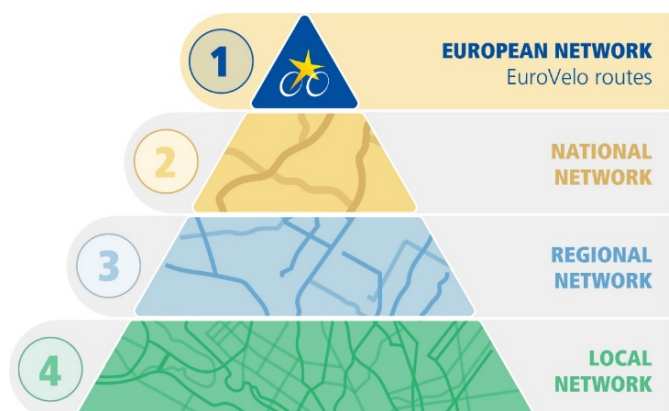 1
EUROPEAN NETWORK
EuroVelo routes
2
NATIONAL
NETWORK
3
REGIONAL
NETWORK
4
LOCAL
NETWORK